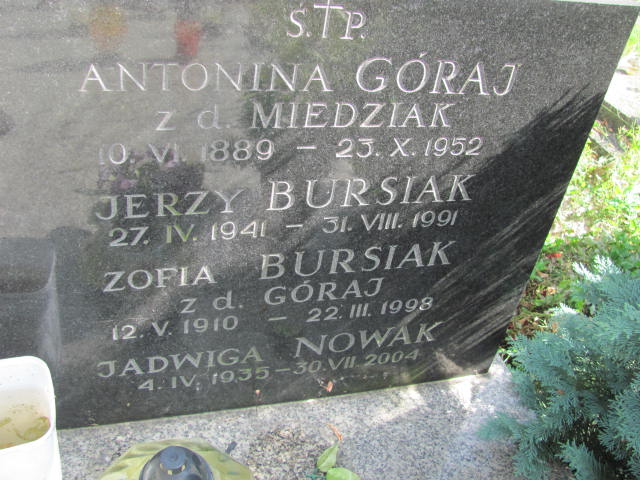 Ś.†P.
ANTONINA GÓRAJ
z d. MIEDZIAK
10. VI. 1889 – 23. X. 1952
JERZY BURSIAK
27. IV. 1941 – 31. VIII. 1991
ZOFIA BURSIAK
z d. GÓRAJ
12. V. 1910 – 22. III. 1998
JADWIGA NOWAK
4. IV. 1935 – 30. VII. 2004